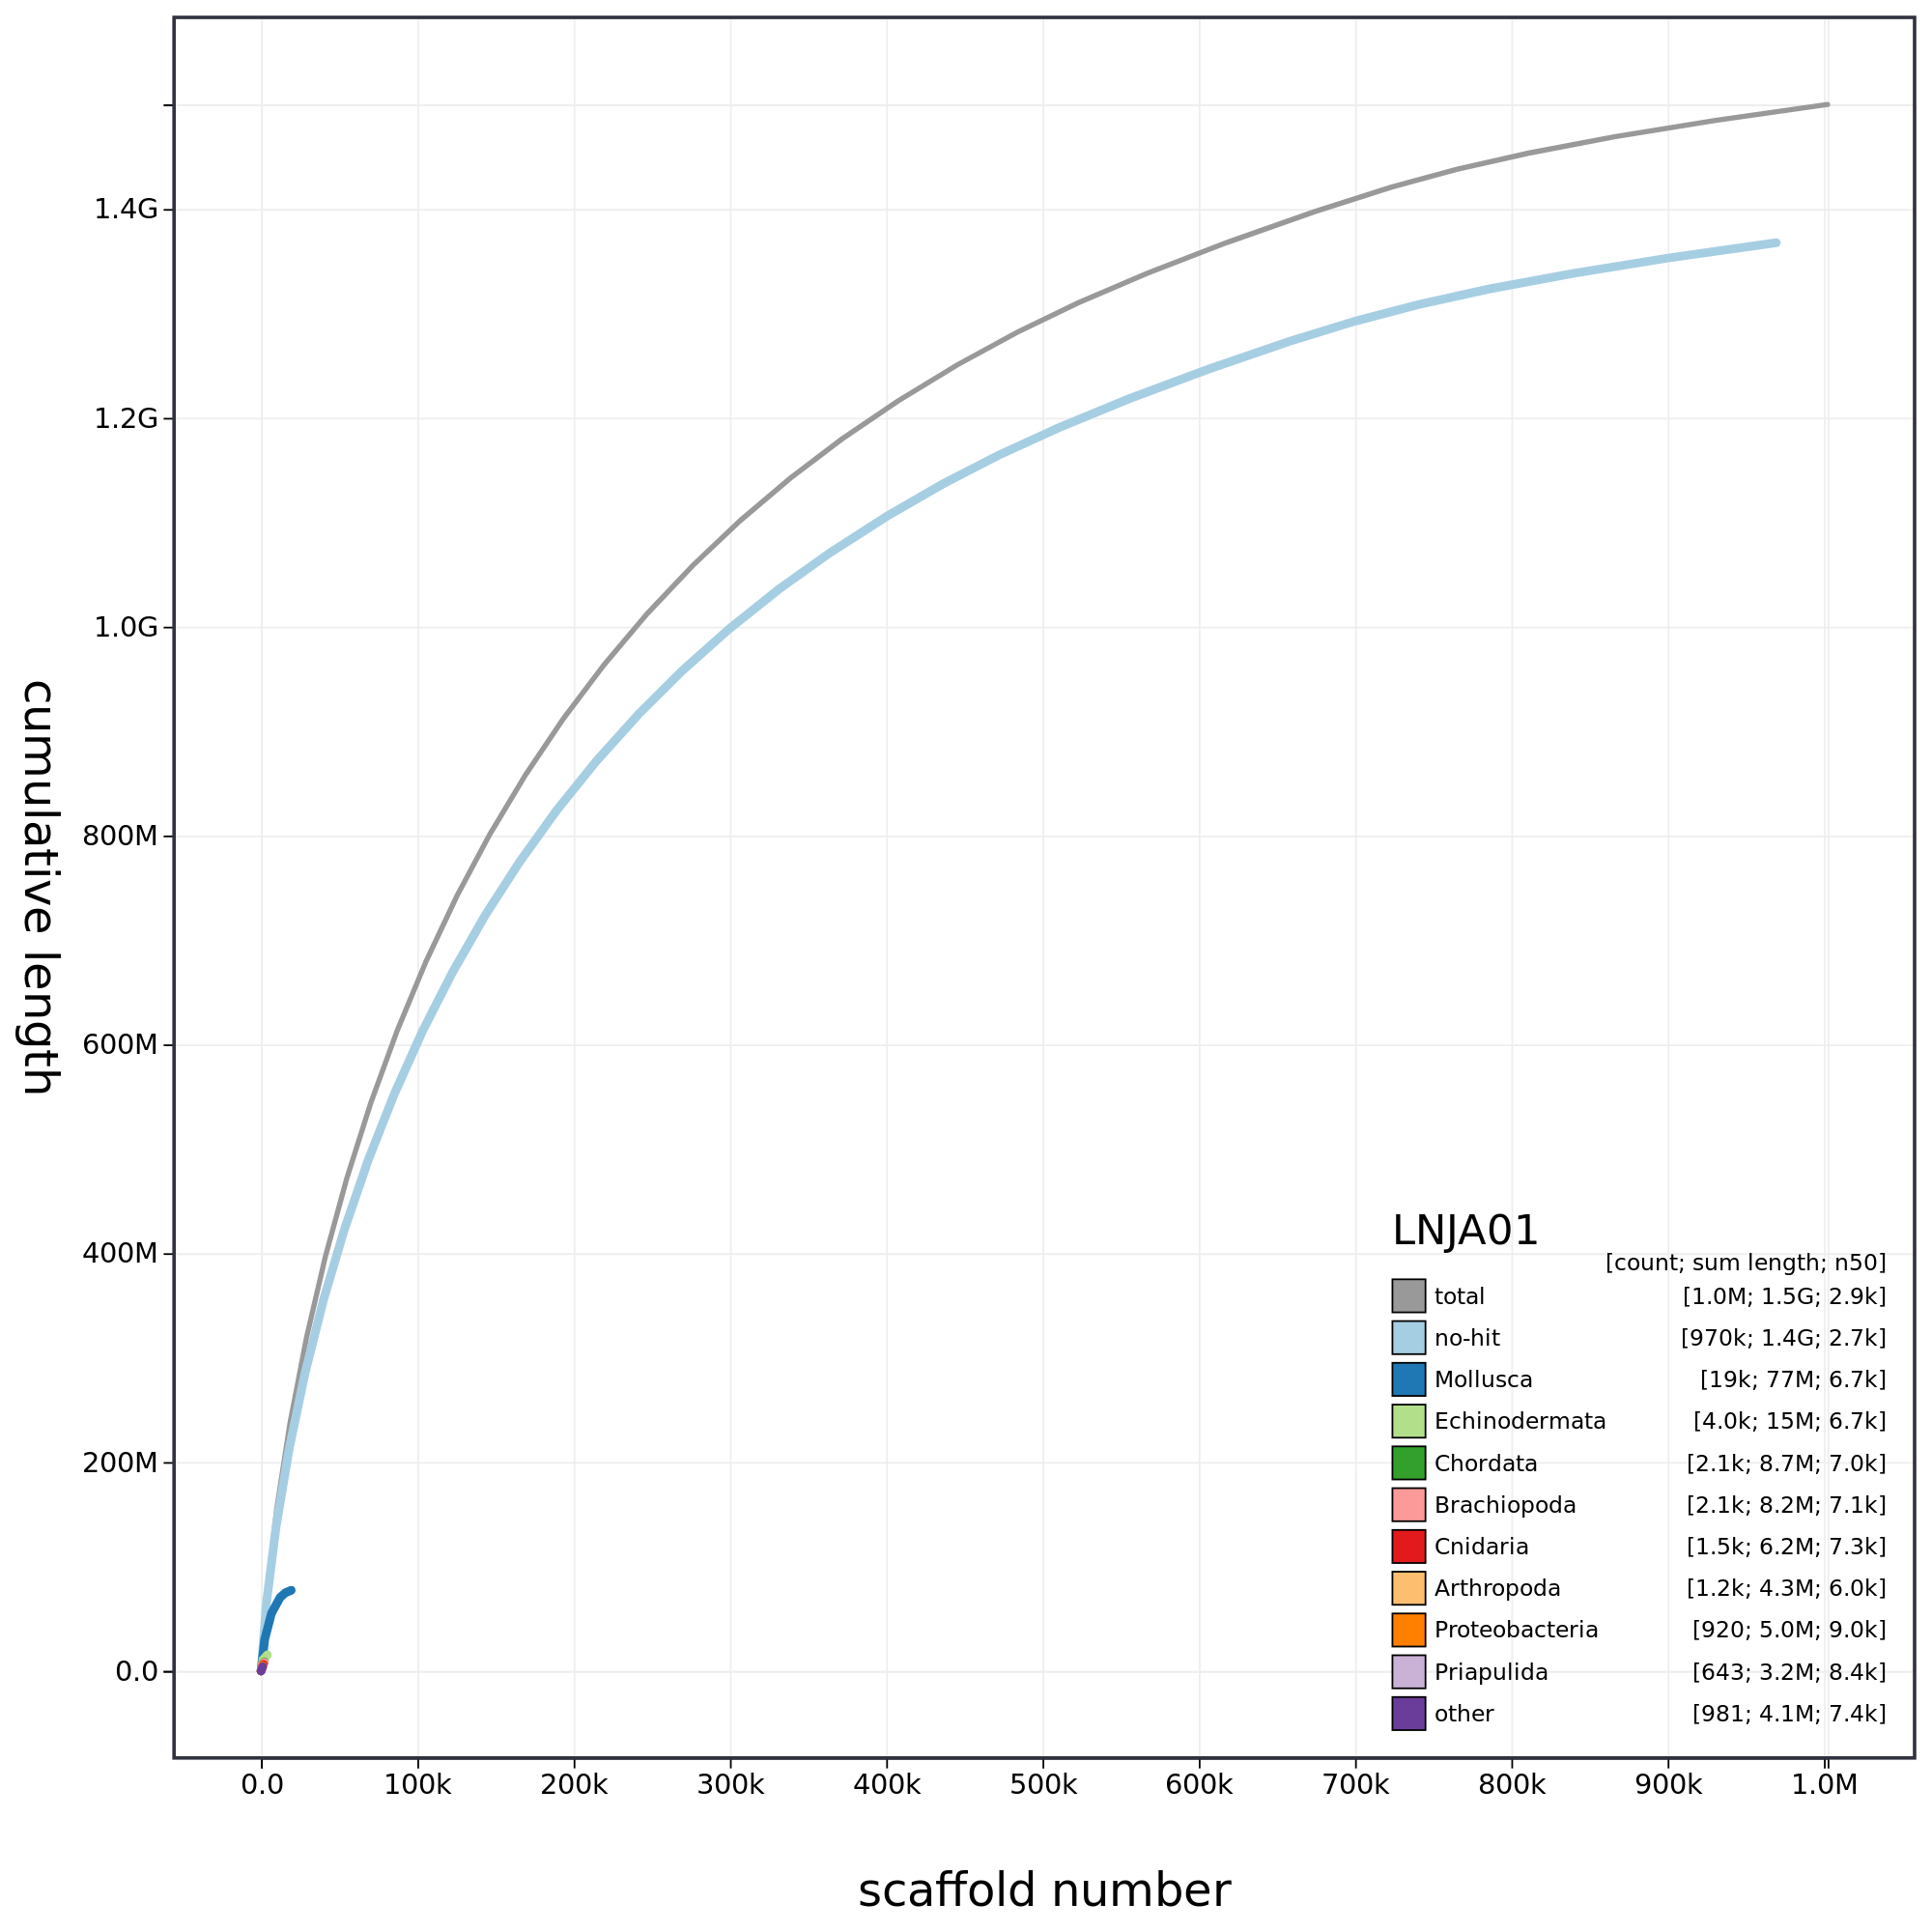 cumulative length
1.4G
1.2G
1.0G
800M
600M
400M
200M
0.0
LNJA01
[count; sum length; n50]
total [1.0M; 1.5G; 2.9k]
no-hit [970k; 1.4G; 2.7k]
Mollusca [19k; 77M; 6.7k]
Echinodermata [4.0k; 15M; 6.7k]
Chordata [2.1k; 8.7M; 7.0k]
Brachiopoda [2.1k; 8.2M; 7.1k]
Cnidaria [1.5k; 6.2M; 7.3k]
Arthropoda [1.2k; 4.3M; 6.0k]
Proteobacteria [920; 5.0M; 9.0k]
Priapulida [643; 3.2M; 8.4k]
other [981; 4.1M; 7.4k]
0.0 100k 200k 300k 400k 500k 600k 700k 800k 900k 1.0M
scaffold number